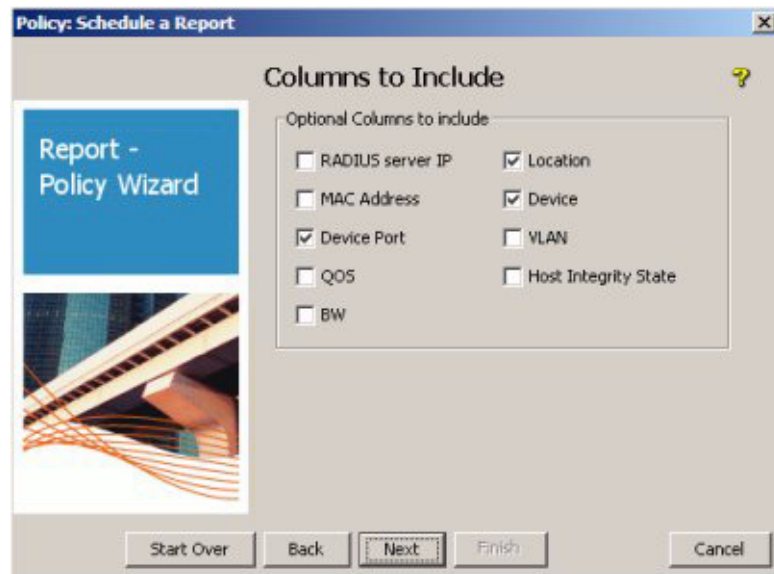 Policy: Schedule a Report
Columns to Include
?
Report -
Policy Wizard
Optional Columns to include
RADIUS server IP
Location
MAC Address
Device
Device Port
VLAN
QOS
Host Integrity State
BW
Start Over
Back
Next
Finish
Cancel